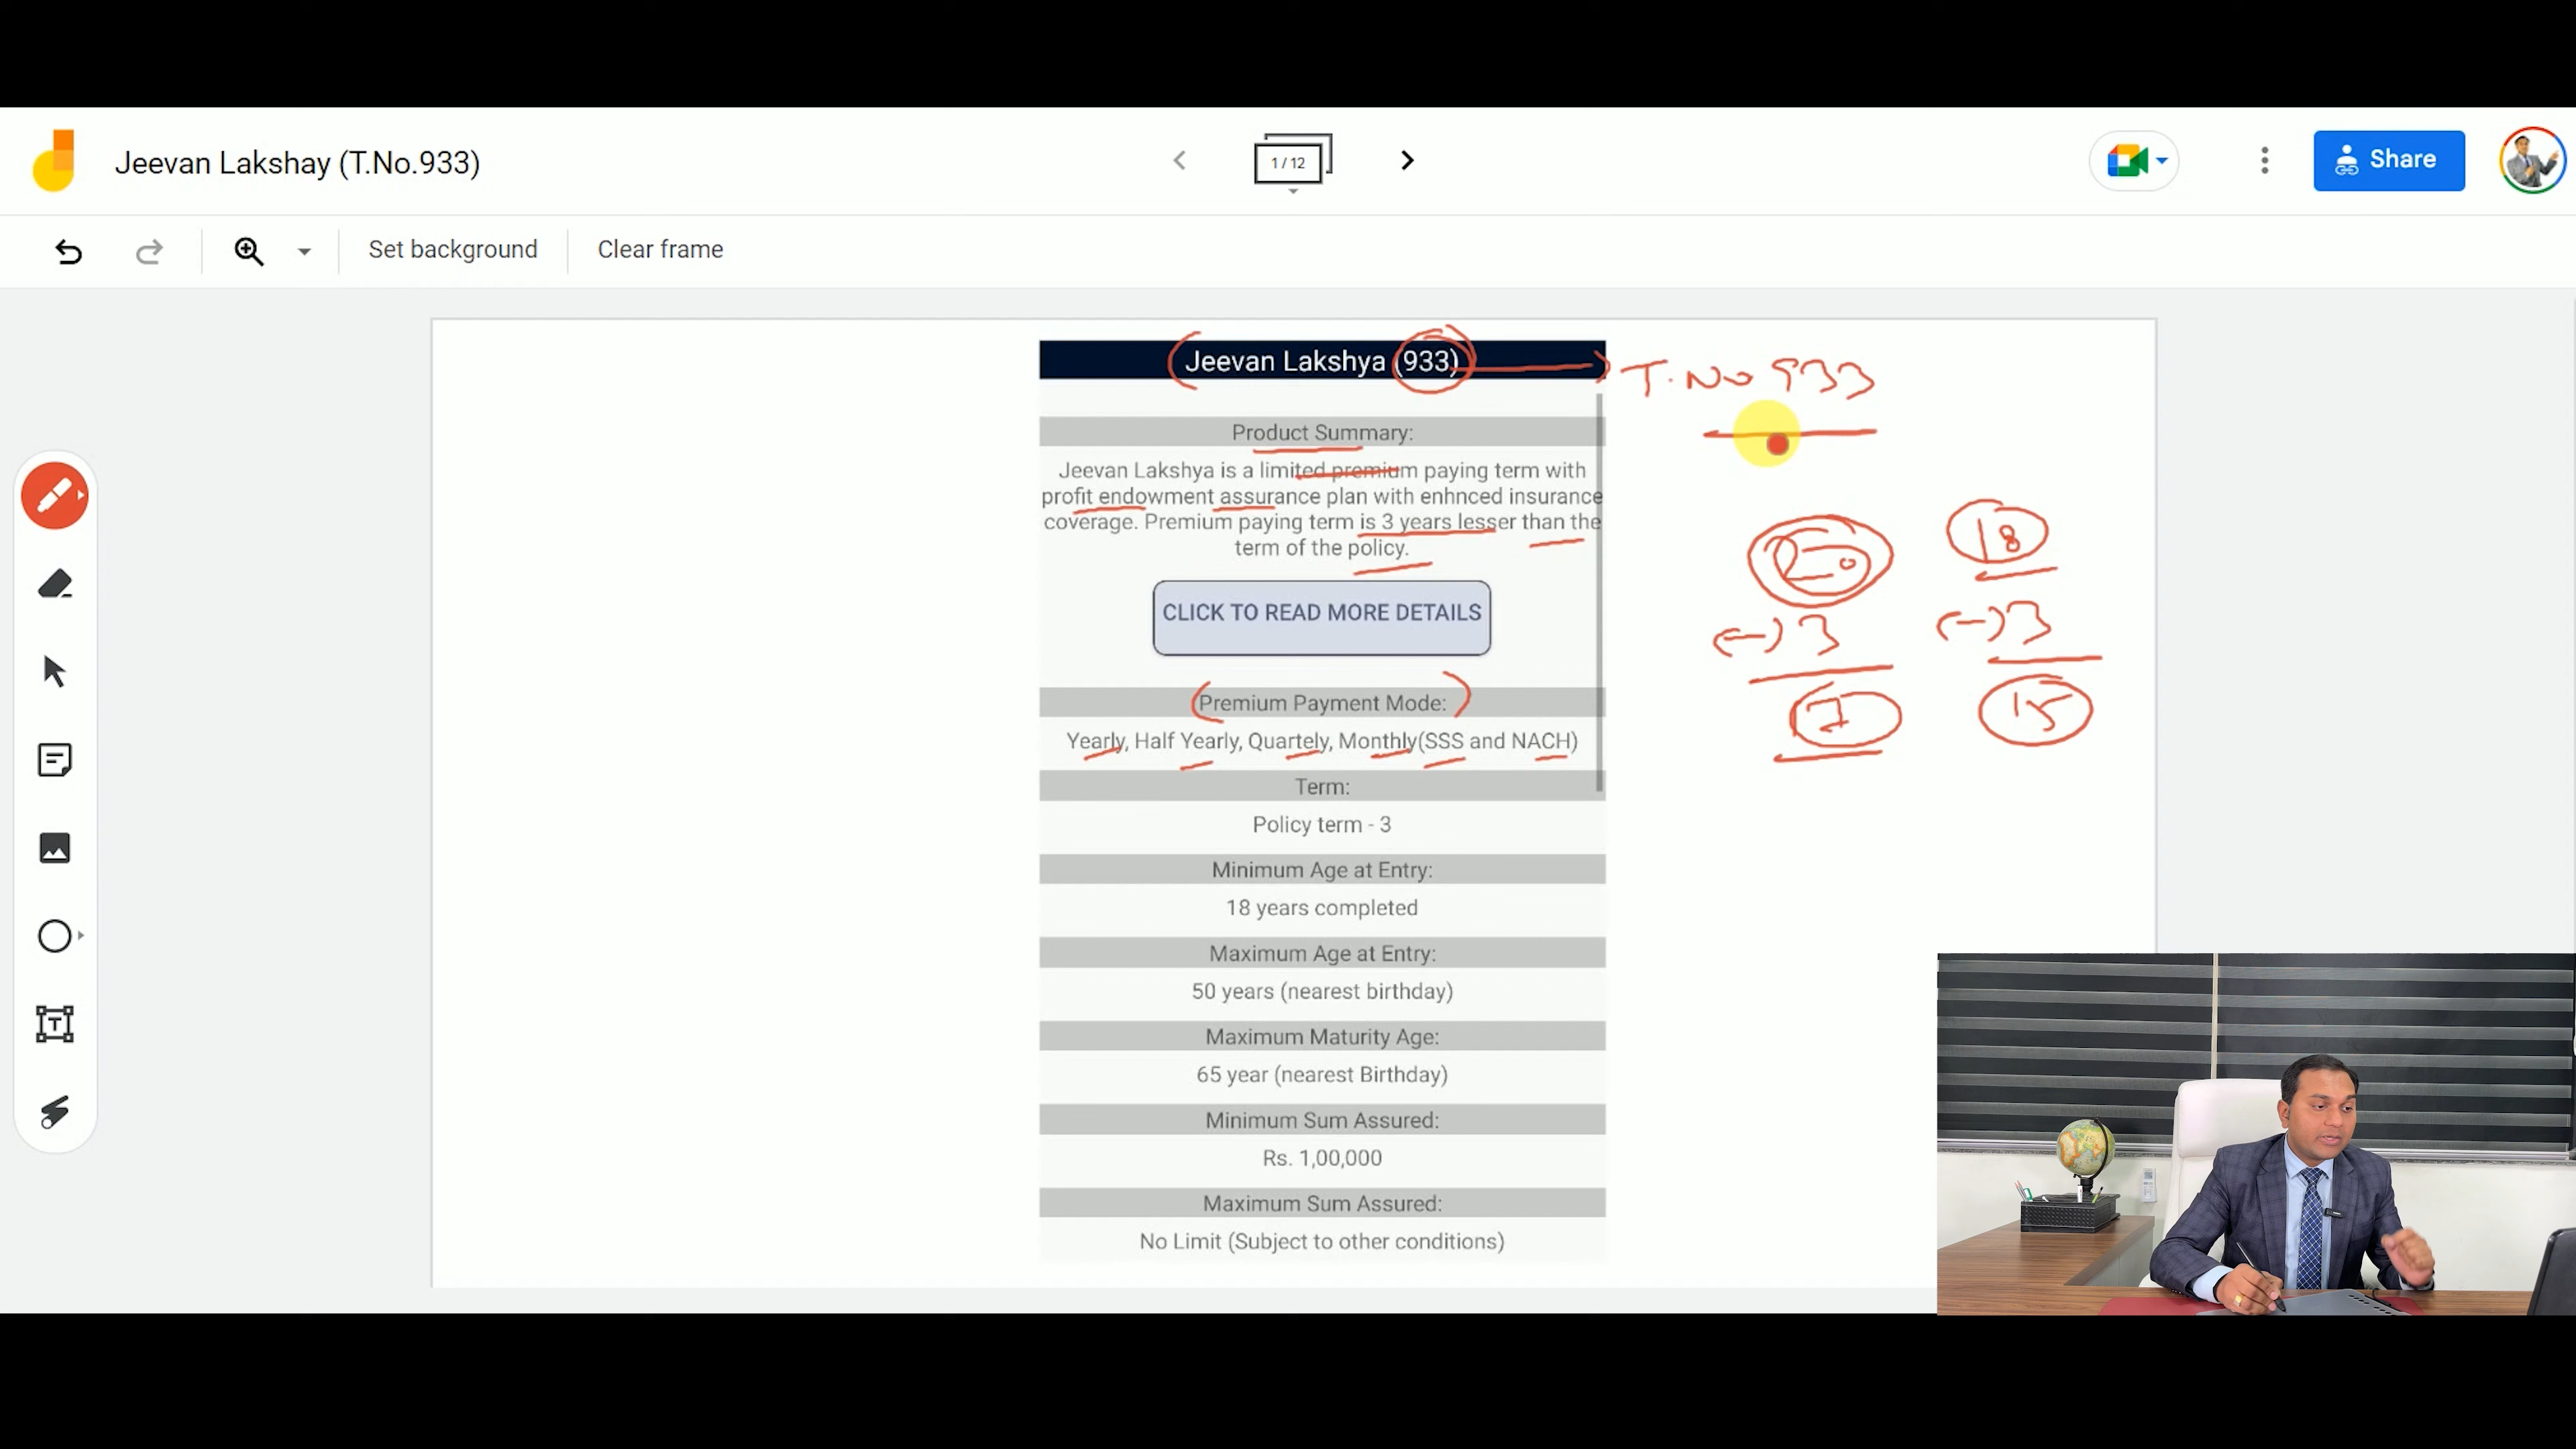 Jeevan Lakshay (T.No.933)
1 / 12
Share
Set background
Clear frame
Jeevan Lakshya (933)
T.No 933
Product Summary:
Jeevan Lakshya is a limited premium paying term with
profit endowment assurance plan with enhnced insurance
coverage. Premium paying term is 3 years lesser than the
term of the policy.
20
18
(-) 3
(-) 3
15
CLICK TO READ MORE DETAILS
Premium Payment Mode:
Yearly, Half Yearly, Quartely, Monthly(SSS and NACH)
Term:
Policy term - 3
Minimum Age at Entry:
18 years completed
Maximum Age at Entry:
50 years (nearest birthday)
Maximum Maturity Age:
65 year (nearest Birthday)
Minimum Sum Assured:
Rs. 1,00,000
Maximum Sum Assured:
No Limit (Subject to other conditions)